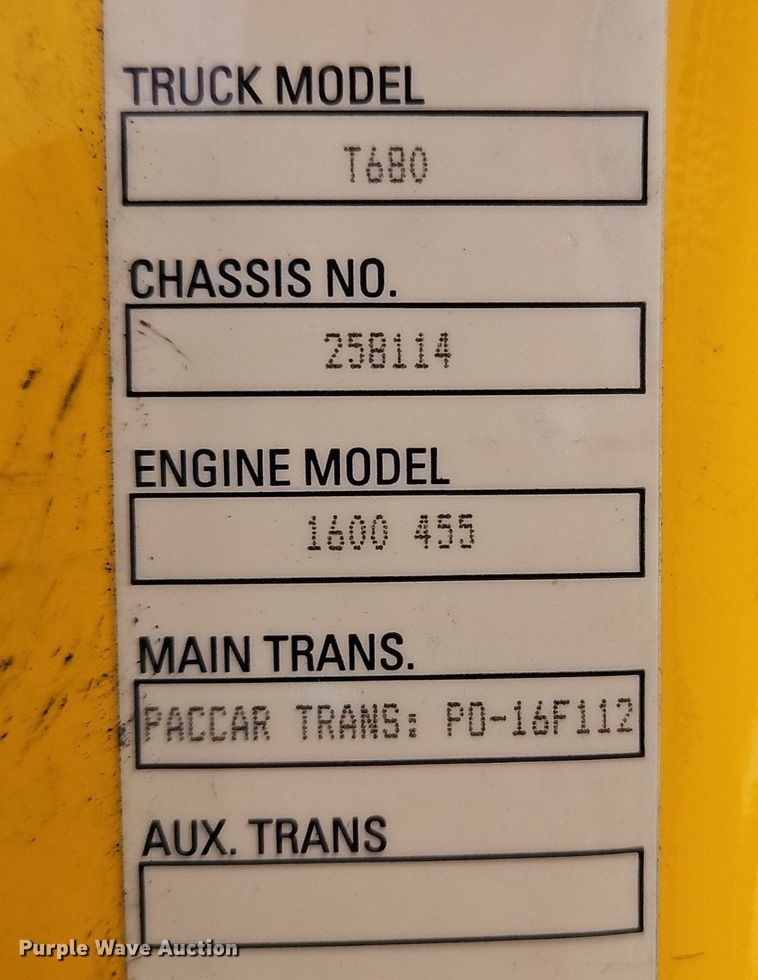 TRUCK MODEL
T680
CHASSIS NO.
258114
ENGINE MODEL
1600 455
MAIN TRANS.
PACCAR TRANS: PO-16F112
AUX. TRANS
Purple Wave Auction